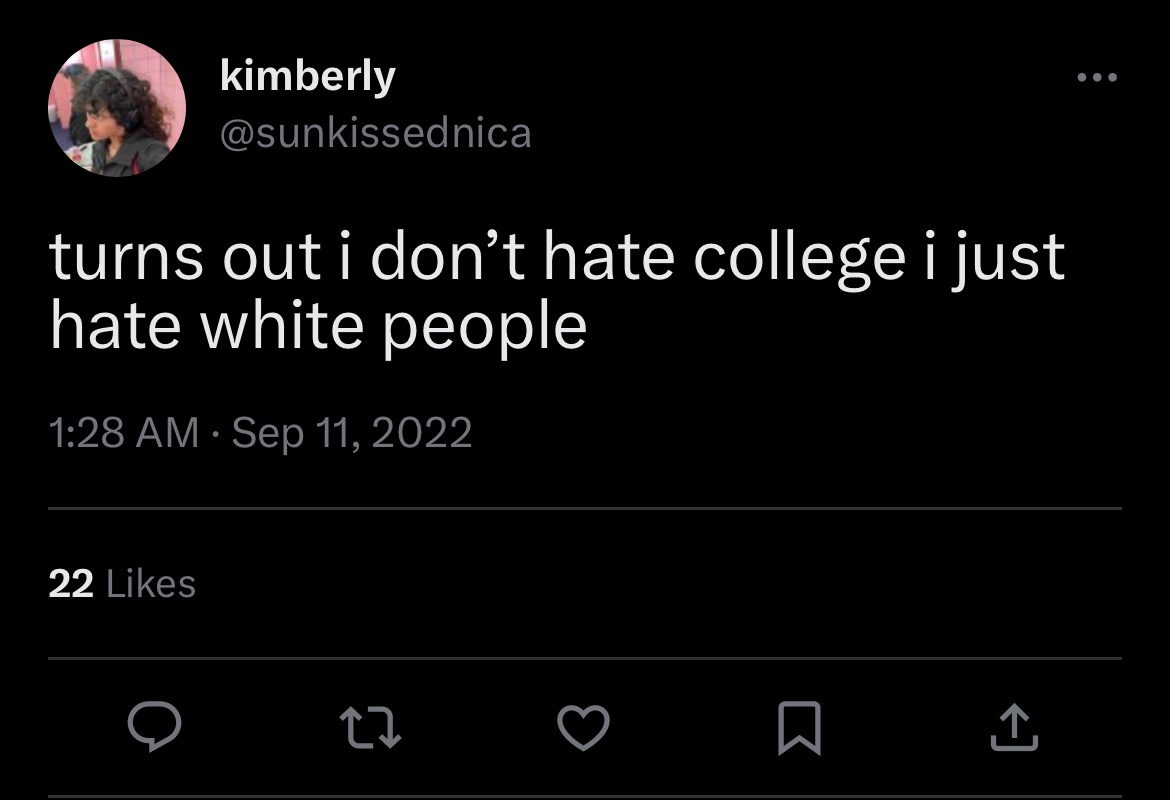 kimberly
@sunkissednica
turns out i don’t hate college i just
hate white people
1:28 AM · Sep 11, 2022
22 Likes